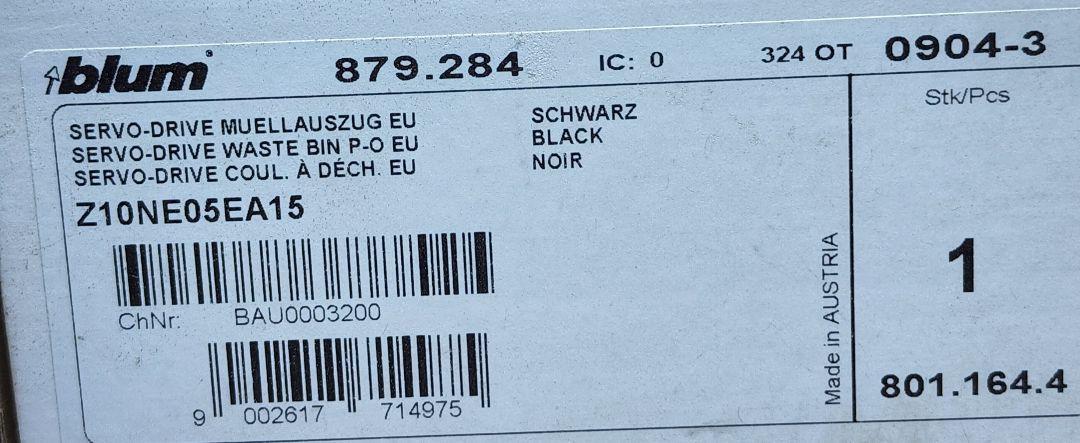 blum 879.284 IC: 0 324 OT 0904-3
SERVO-DRIVE MUELLAUSZUG EU SCHWARZ
SERVO-DRIVE WASTE BIN P-O EU BLACK
SERVO-DRIVE COUL. À DÉCH. EU NOIR
Z10NE05EA15
ChNr: BAU0003200
9 002617 714975
Made in AUSTRIA
Stk/Pcs
1
801.164.4